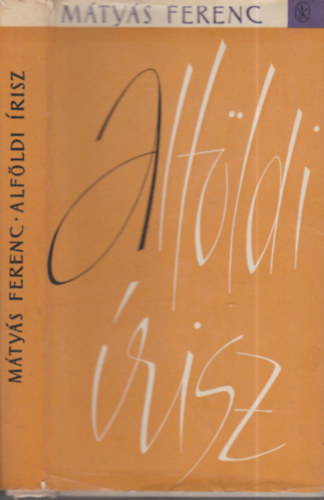 MÁTYÁS FERENC
Alföldi
írisz
MÁTYÁS FERENC · ALFÖLDI ÍRISZ